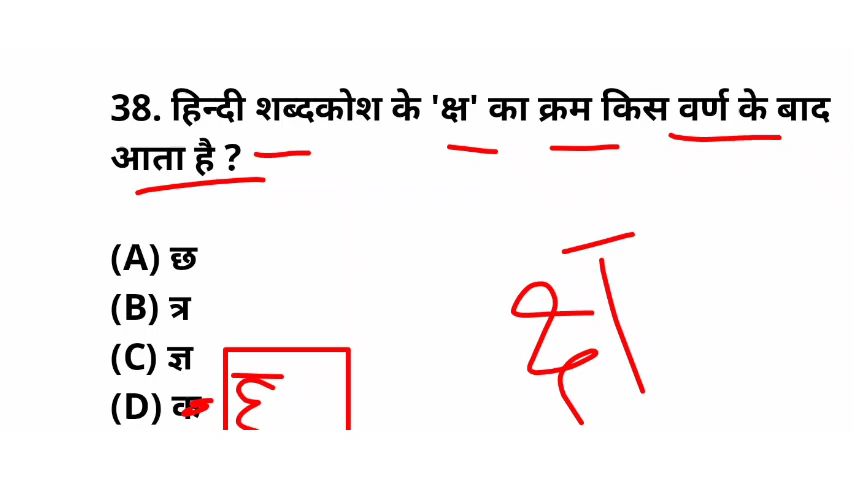 38. हिन्दी शब्दकोश के 'क्ष' का क्रम किस वर्ण के बाद
आता है ?
(A) छ
(B) त्र
(C) ज्ञ
(D) क
क्ष